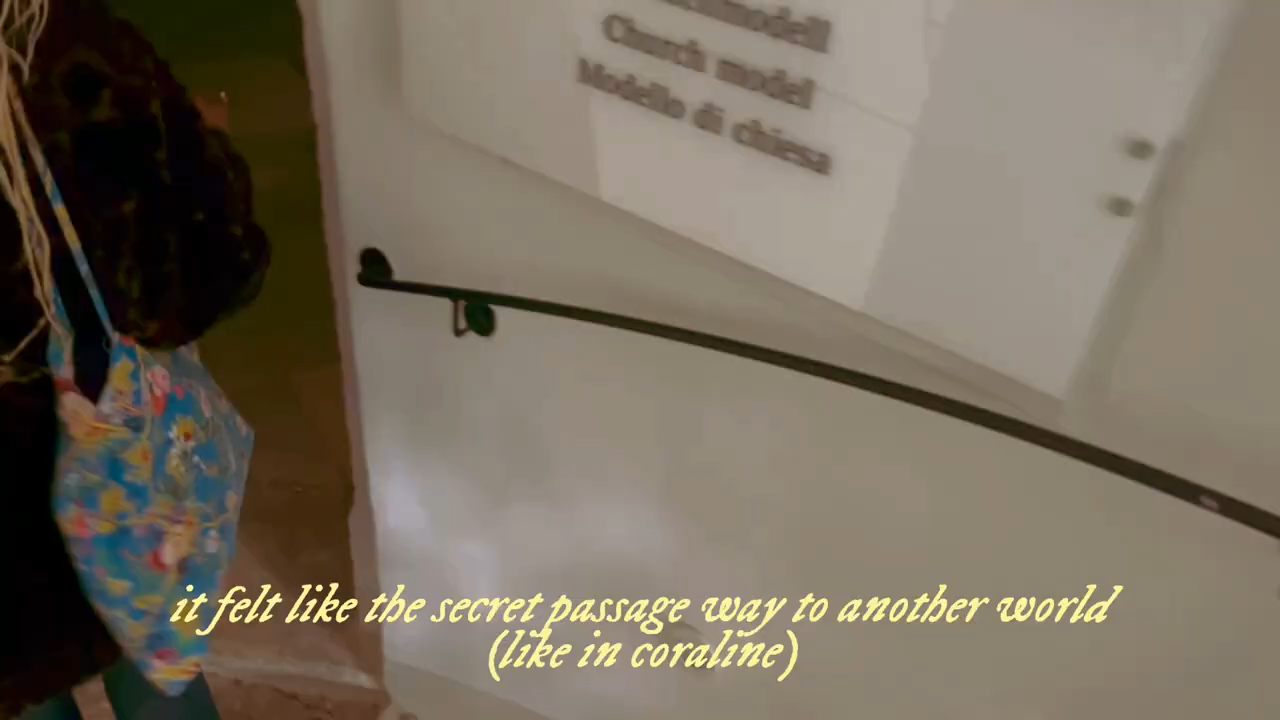 Church model
Modello di chiesa
it felt like the secret passage way to another world
(like in coraline)